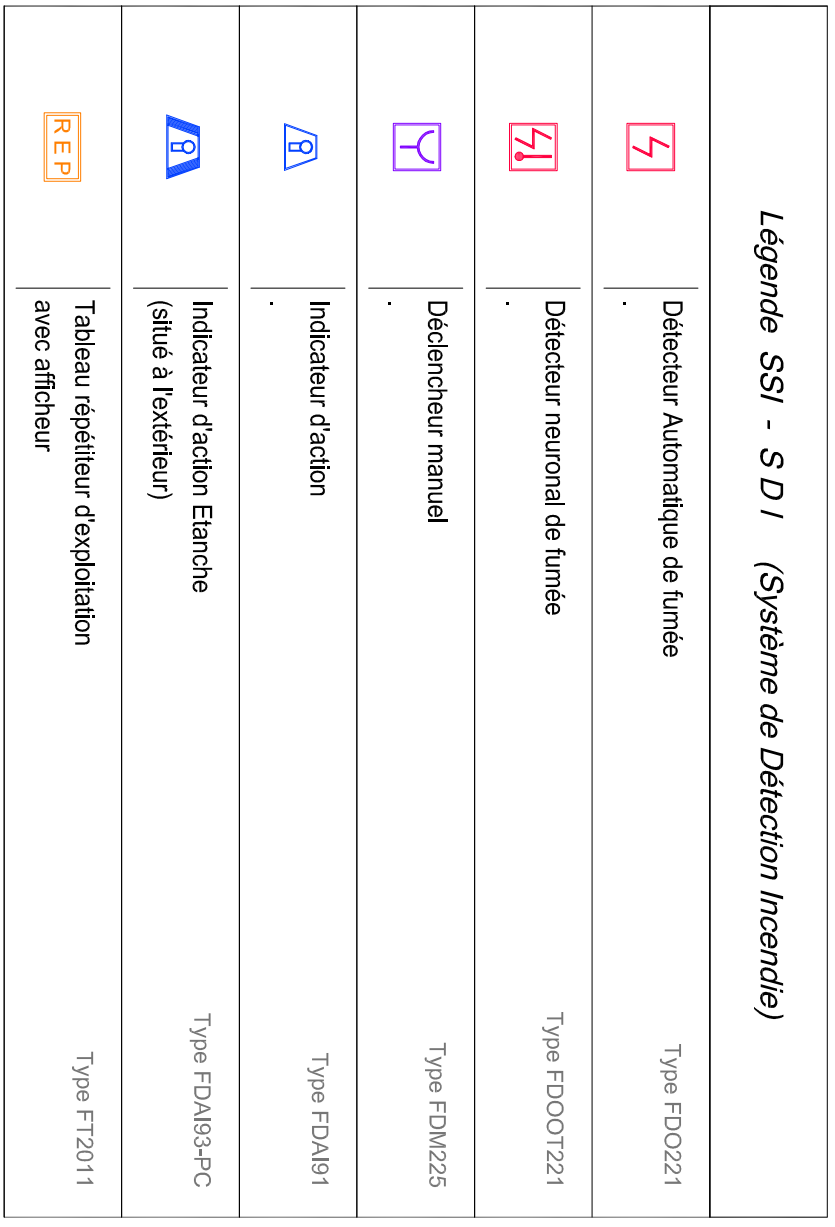 Légende SSI - S D I (Système de Détection Incendie)
Détecteur Automatique de fumée
.
Type FDO221
Détecteur neuronal de fumée
.
Type FDOOT221
Déclencheur manuel
.
Type FDM225
Indicateur d'action
.
Type FDAI91
Indicateur d'action Etanche
(situé à l'extérieur)
Type FDAI93-PC
REP
Tableau répétiteur d'exploitation
avec afficheur
Type FT2011